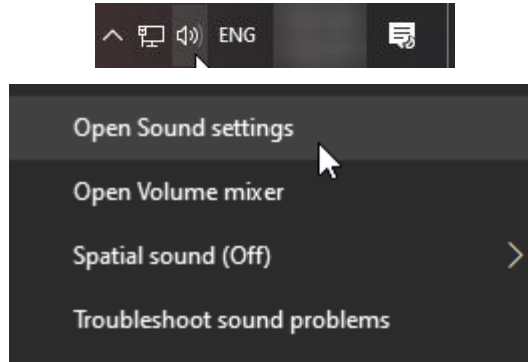 ENG
Open Sound settings
Open Volume mixer
Spatial sound (Off)
Troubleshoot sound problems